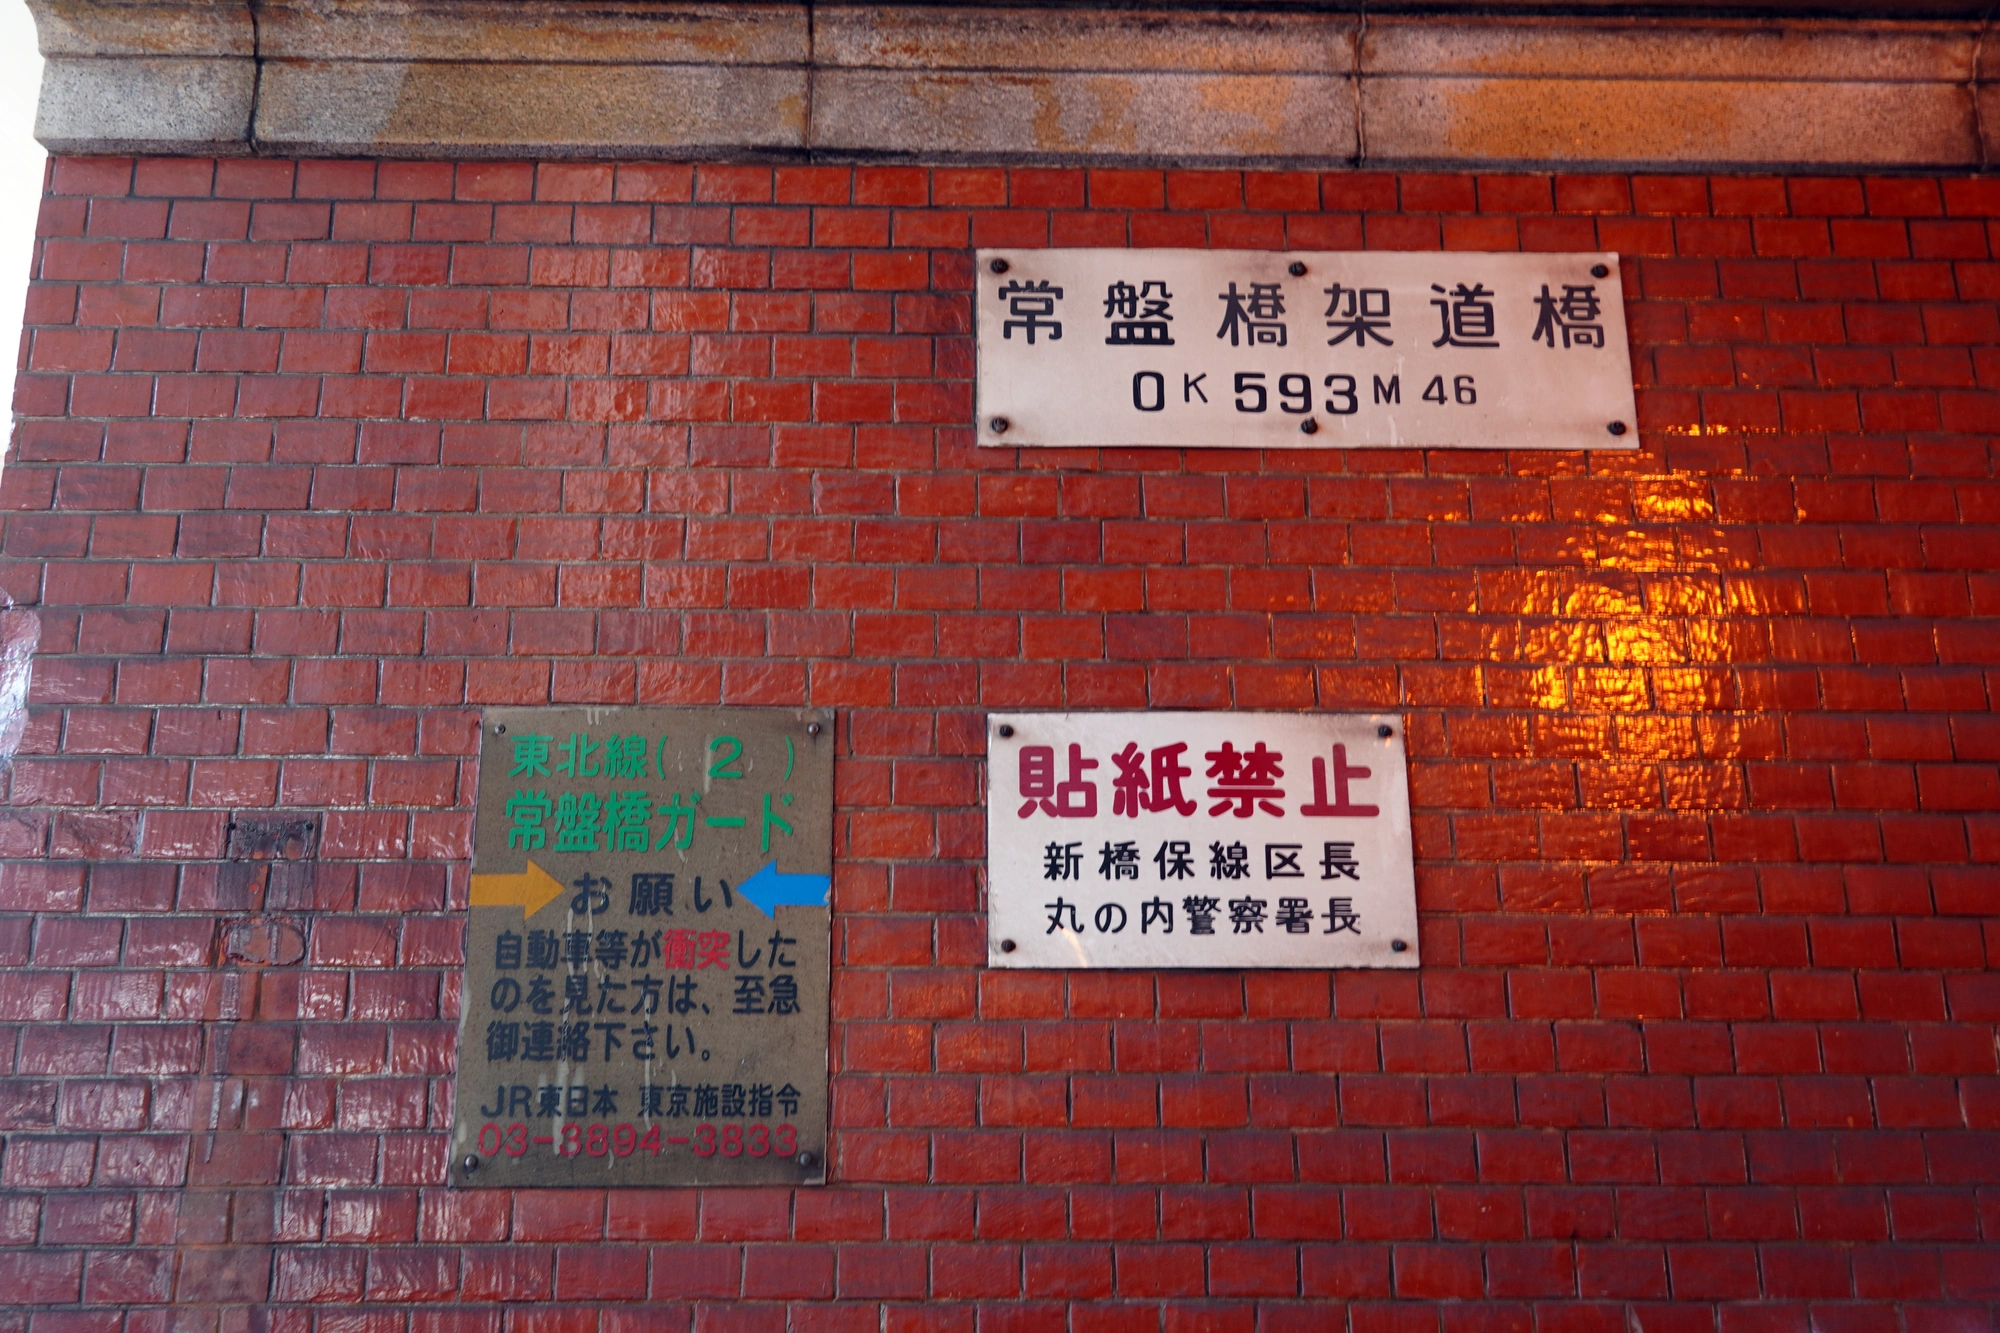 常盤橋架道橋
0K593M46
東北線( 2 )
常盤橋ガード
お願い
自動車等が衝突した
のを見た方は、至急
御連絡下さい。
JR東日本 東京施設指令
03-3894-3833
貼紙禁止
新橋保線区長
丸の内警察署長